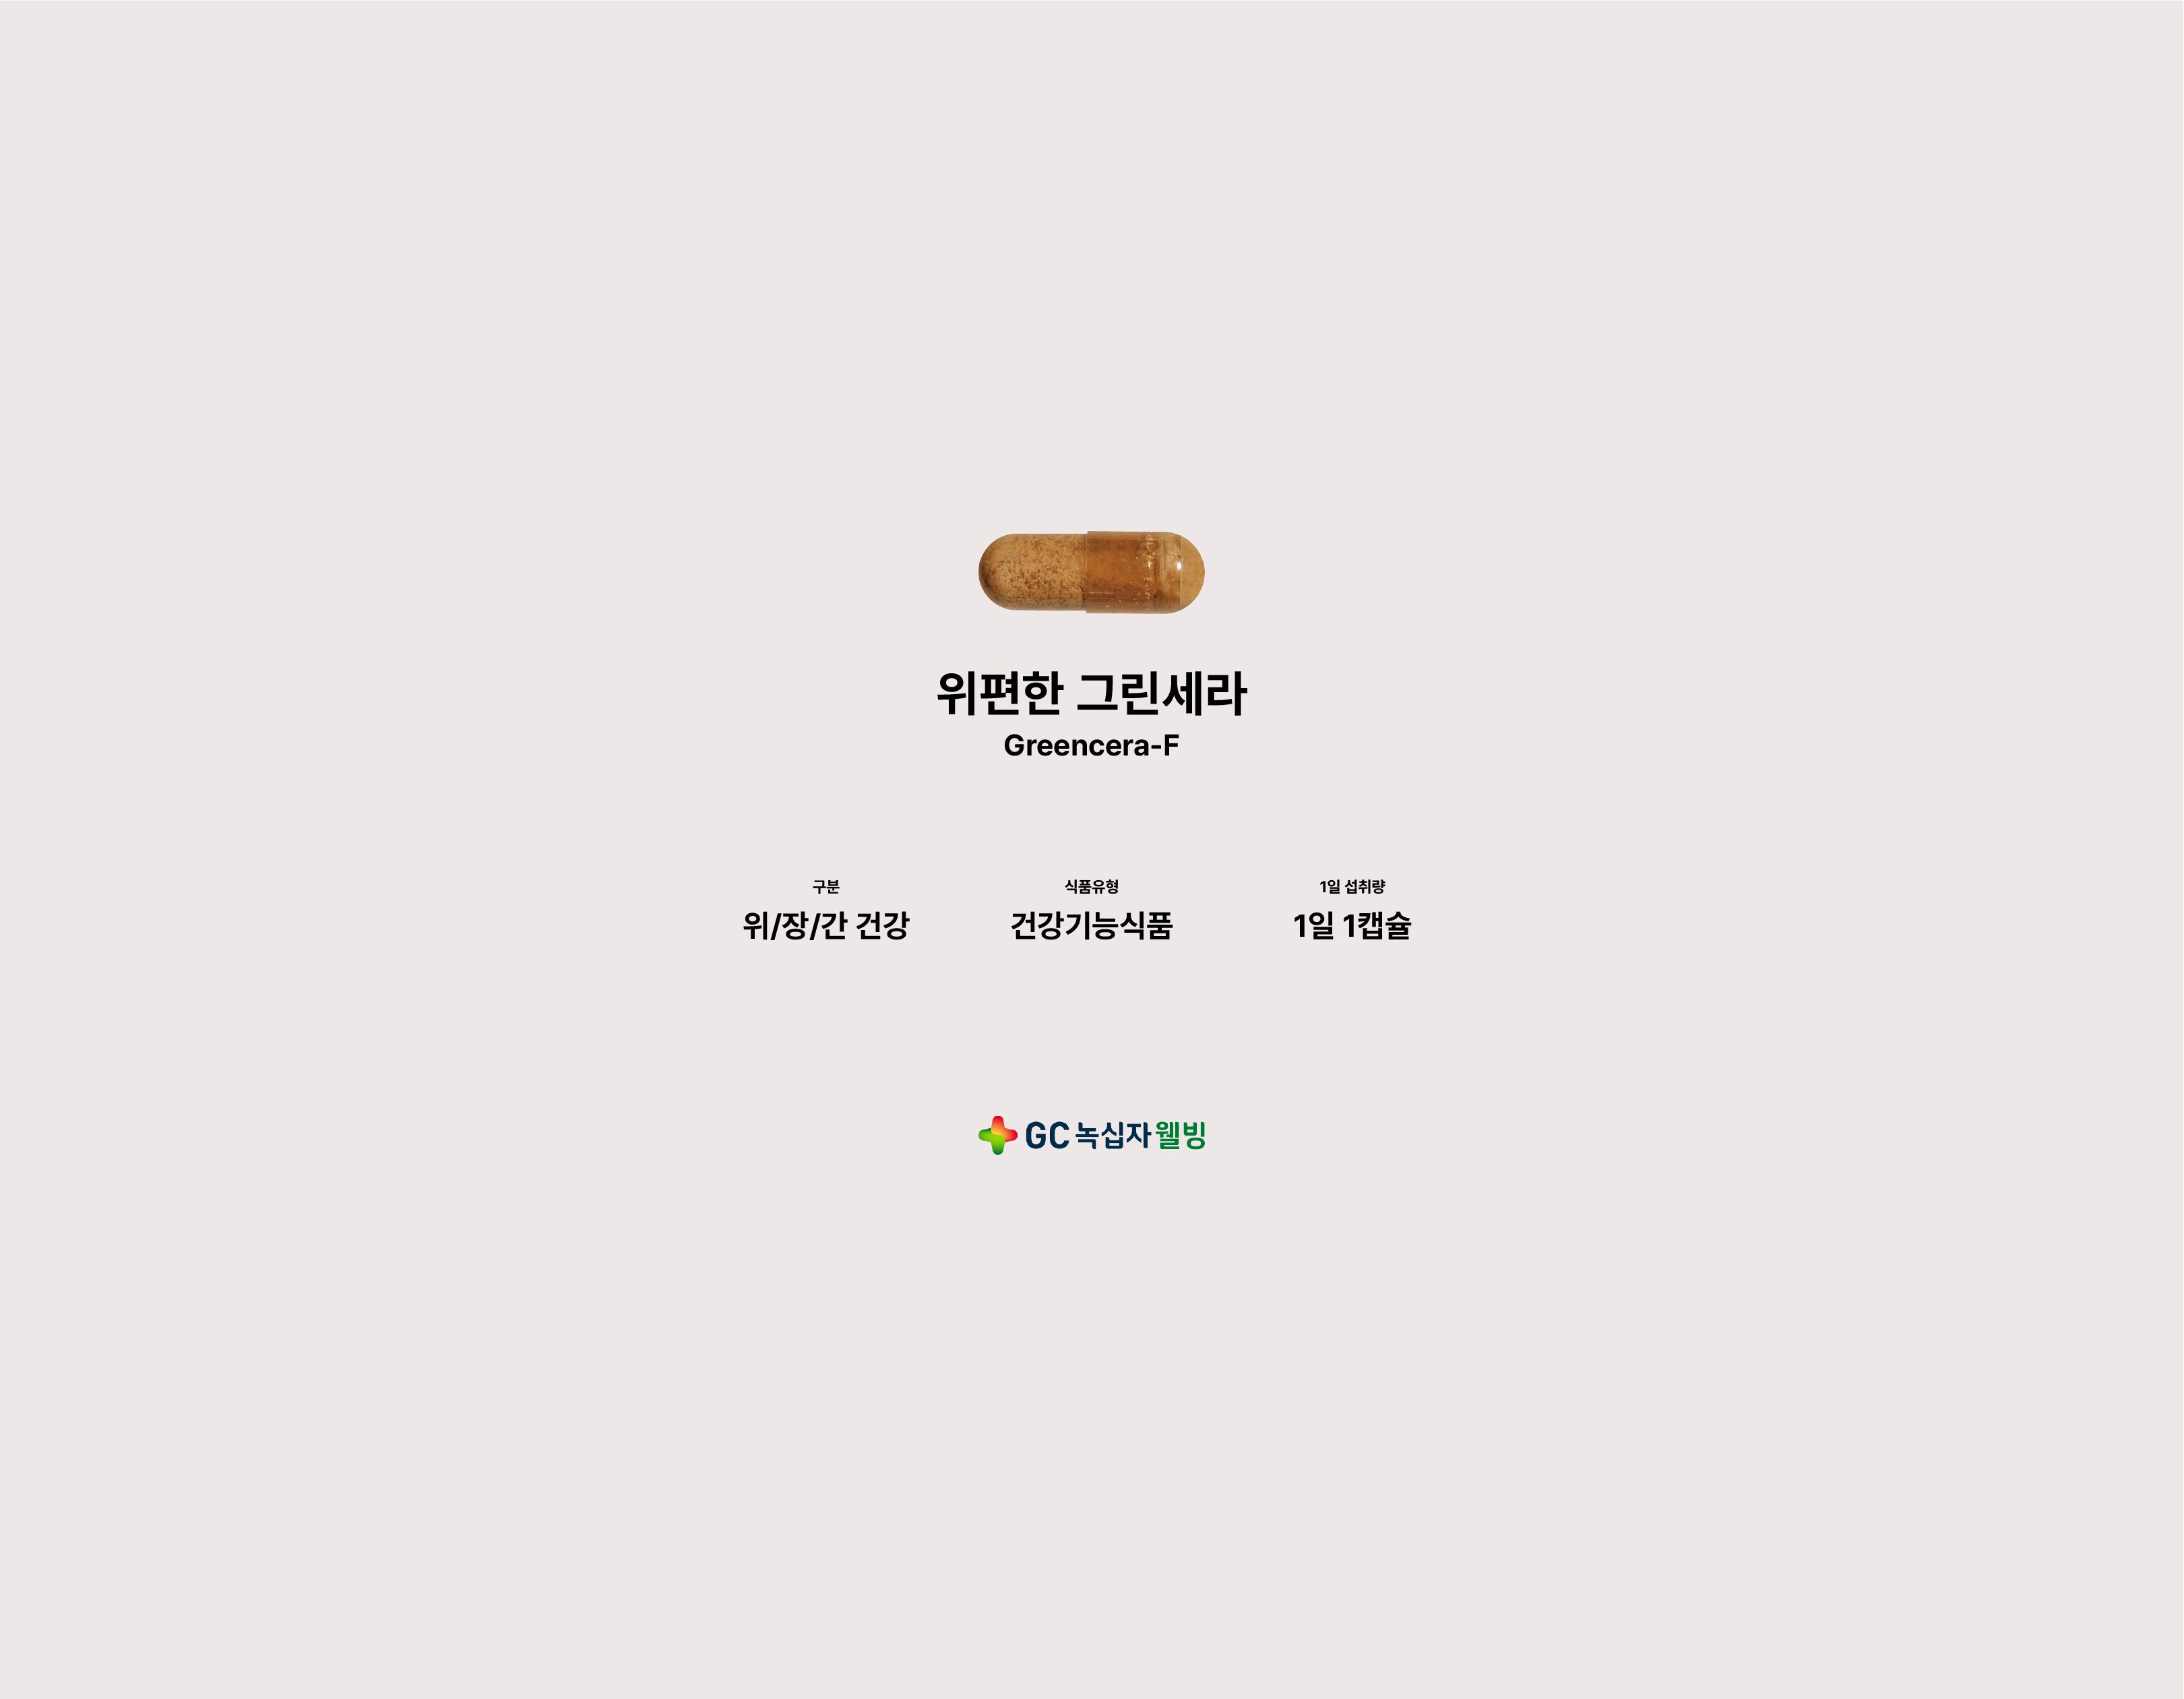 위편한 그린세라
Greencera-F
구분
위/장/간 건강
식품유형
건강기능식품
1일 섭취량
1일 1캡슐
GC 녹십자웰빙